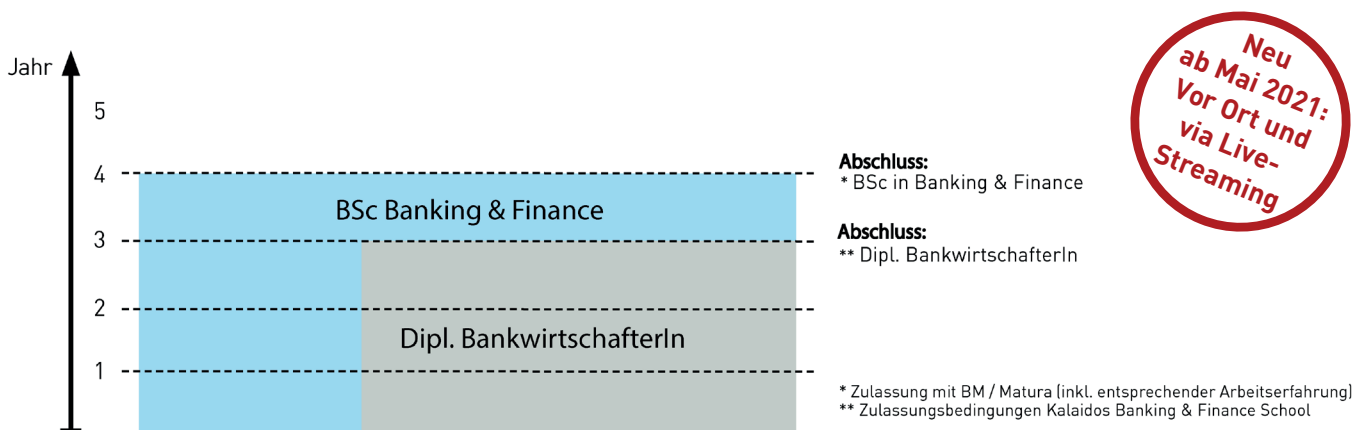 Jahr
5
4
3
2
1
BSc Banking & Finance
Dipl. BankwirtschafterIn
Abschluss:
* BSc in Banking & Finance
Abschluss:
** Dipl. BankwirtschafterIn
* Zulassung mit BM / Matura (inkl. entsprechender Arbeitserfahrung)
** Zulassungsbedingungen Kalaidos Banking & Finance School
Neu
ab Mai 2021:
Vor Ort und
via Live-
Streaming